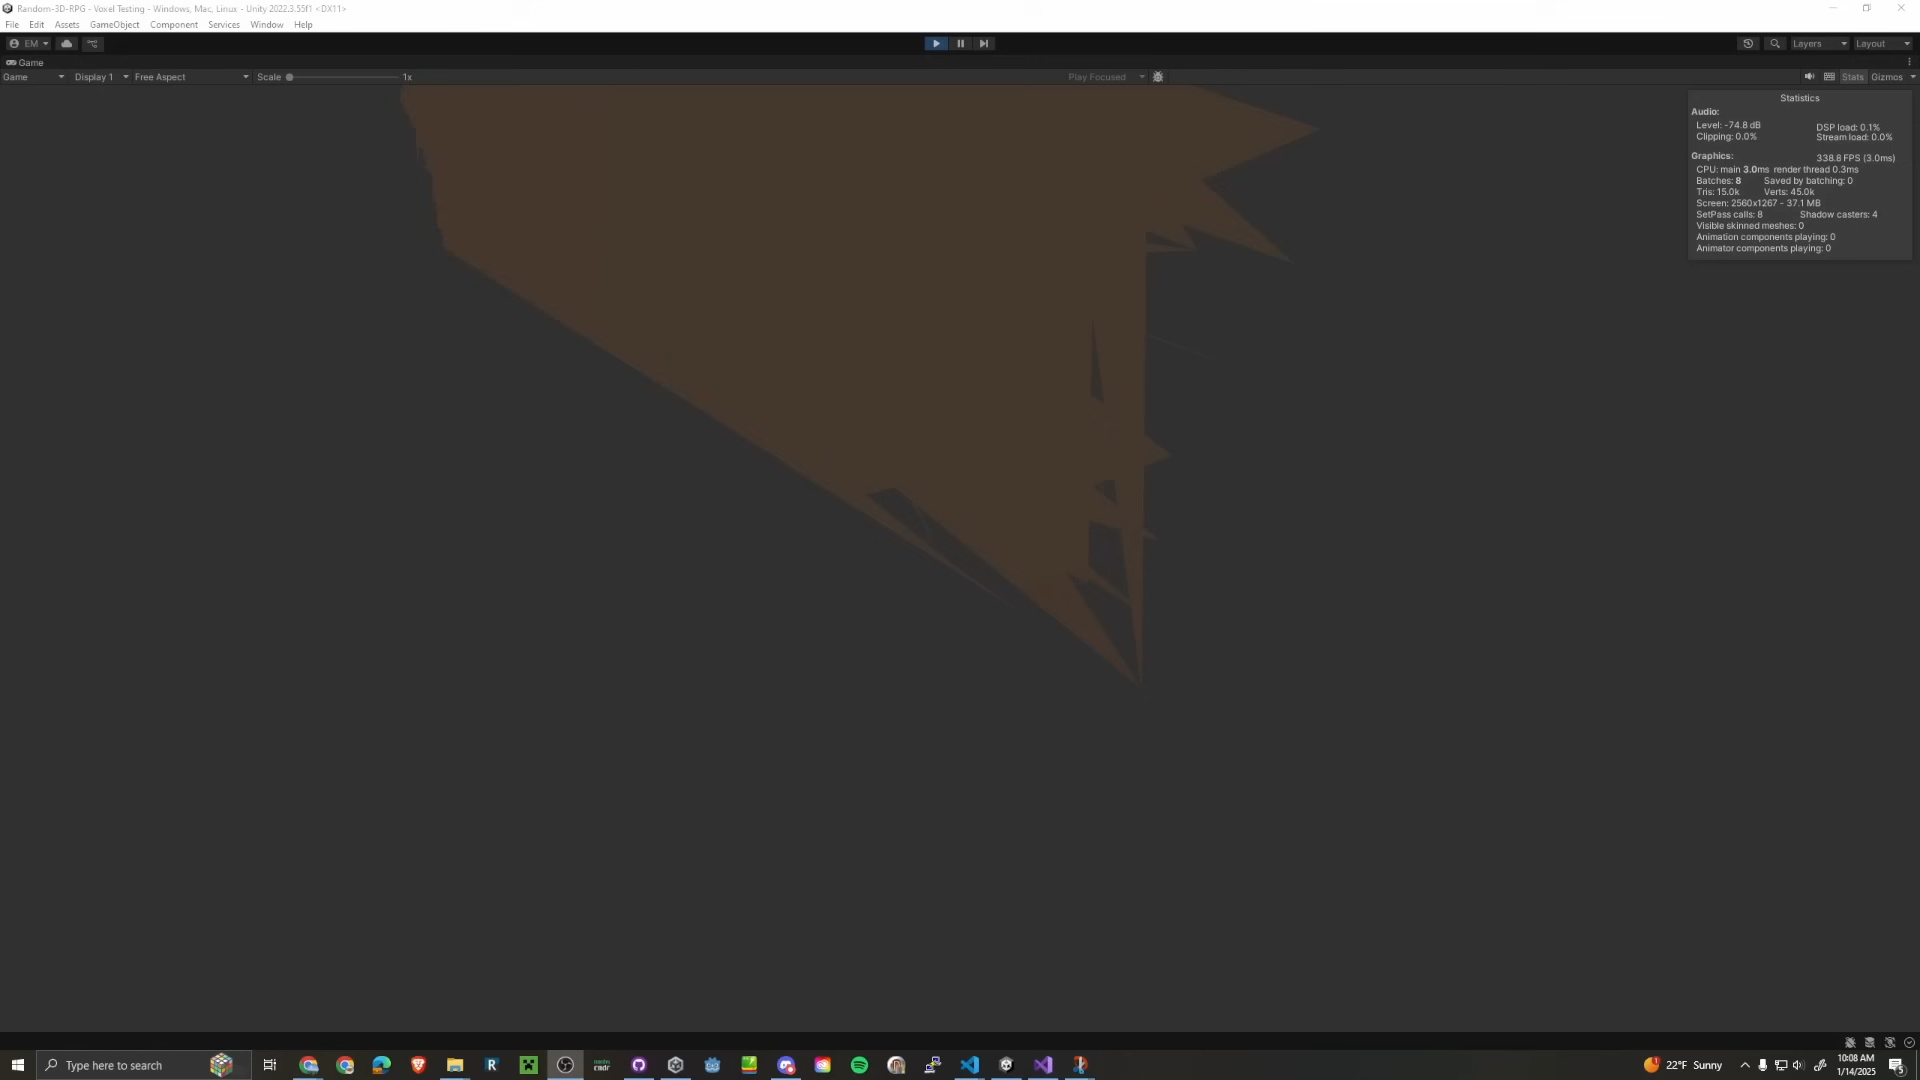 Random-3D-RPG - Voxel Testing - Windows, Mac, Linux - Unity 2022.3.55f1 <DX11>
File Edit Assets GameObject Component Services Window Help
EM Layers Layout
Game
Game Display 1 Free Aspect Scale 1x Play Focused Stats Gizmos
Statistics
Audio:
Level: -74.8 dB DSP load: 0.1%
Clipping: 0.0% Stream load: 0.0%
Graphics: 338.8 FPS (3.0ms)
CPU: main 3.0ms render thread 0.3ms
Batches: 8 Saved by batching: 0
Tris: 15.0k Verts: 45.0k
Screen: 2560x1267 - 37.1 MB
SetPass calls: 8 Shadow casters: 4
Visible skinned meshes: 0
Animation components playing: 0
Animator components playing: 0
Type here to search R cmdr 1 22°F Sunny 10:08 AM
1/14/2025 5